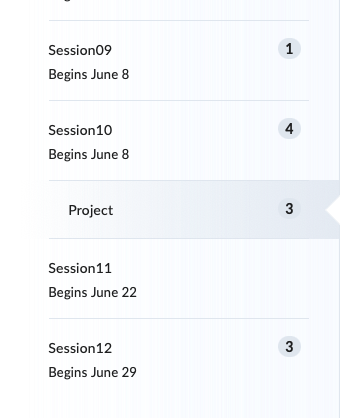 Session09
1
Begins June 8
Session10
4
Begins June 8
Project
3
Session11
Begins June 22
Session12
3
Begins June 29